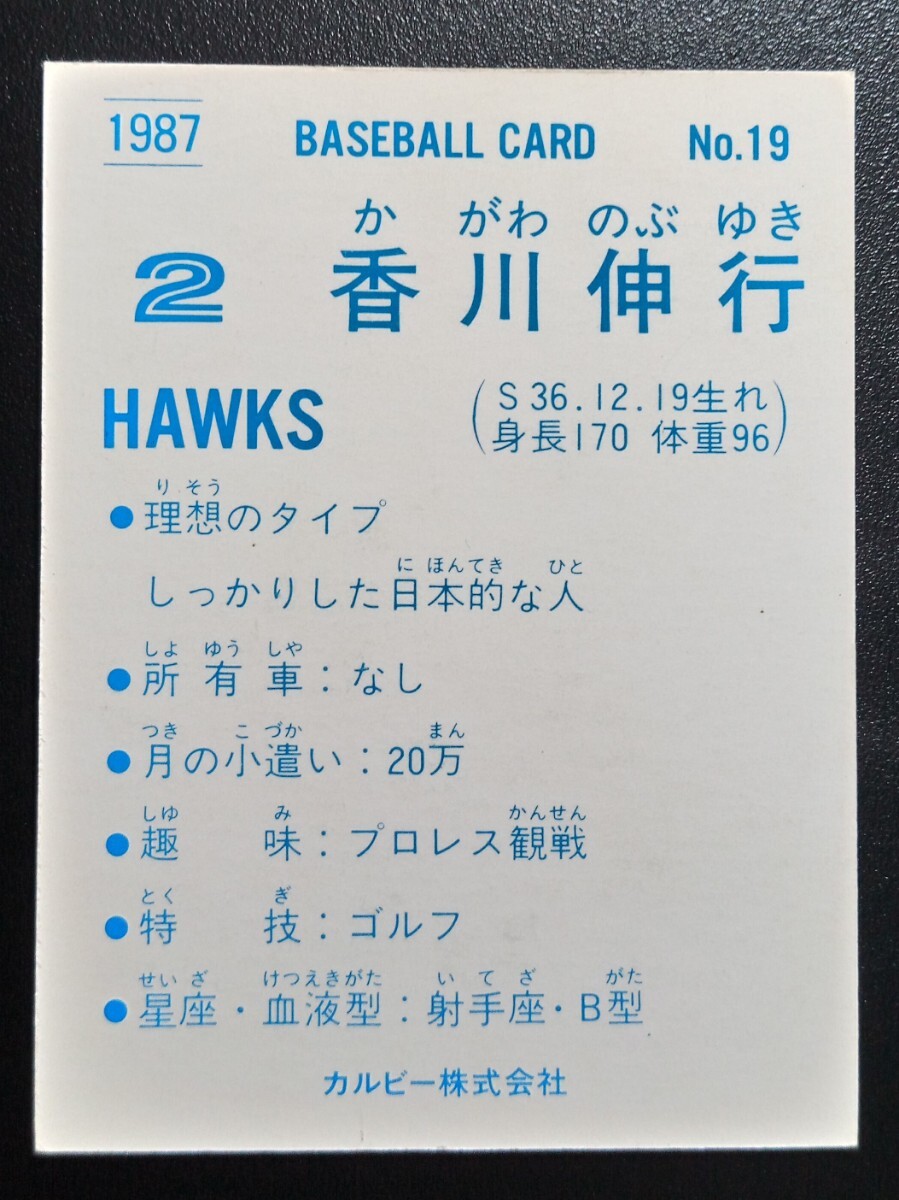 1987 BASEBALL CARD No.19
か がわ のぶ ゆき
2 香川伸行
HAWKS
(S36.12.19生れ
身長170 体重96)
り そう
●理想のタイプ
に ほんてき ひと
しっかりした日本的な人
しよ ゆう しや
●所有車:なし
つき こ づか まん
●月の小遣い:20万
しゆ み かんせん
●趣味:プロレス観戦
とく ぎ
●特技:ゴルフ
せい ざ けつえきがた い て ざ がた
●星座・血液型:射手座・B型
カルビー株式会社